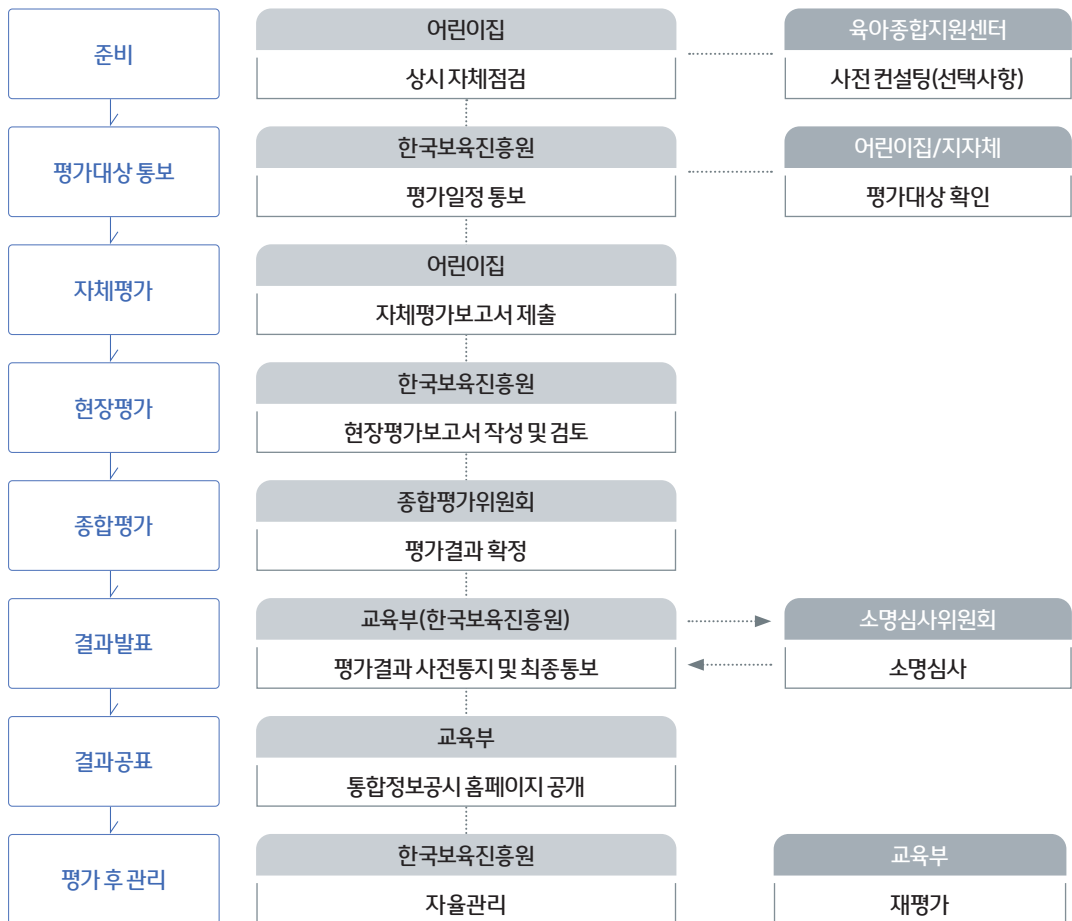 준비
어린이집
상시 자체점검
육아종합지원센터
사전 컨설팅(선택사항)
평가대상 통보
한국보육진흥원
평가일정 통보
어린이집/지자체
평가대상 확인
자체평가
어린이집
자체평가보고서 제출
현장평가
한국보육진흥원
현장평가보고서 작성 및 검토
종합평가
종합평가위원회
평가결과 확정
결과발표
교육부(한국보육진흥원)
평가결과 사전통지 및 최종통보
소명심사위원회
소명심사
결과공표
교육부
통합정보공시 홈페이지 공개
평가 후 관리
한국보육진흥원
자율관리
교육부
재평가